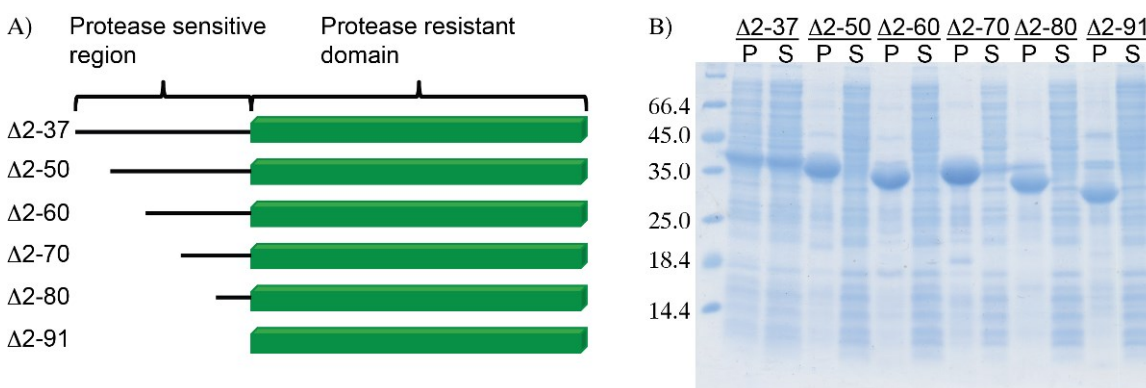 A)
Protease sensitive region
Protease resistant domain
Δ2-37
Δ2-50
Δ2-60
Δ2-70
Δ2-80
Δ2-91
B)
Δ2-37 Δ2-50 Δ2-60 Δ2-70 Δ2-80 Δ2-91
P S P S P S P S P S P S
66.4
45.0
35.0
25.0
18.4
14.4